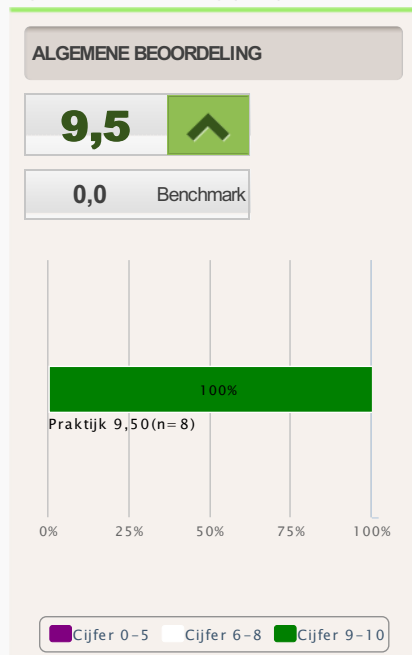 ALGEMENE BEOORDELING
9,5
0,0 Benchmark
100%
Praktijk 9,50(n=8)
0% 25% 50% 75% 100%
Cijfer 0-5 Cijfer 6-8 Cijfer 9-10